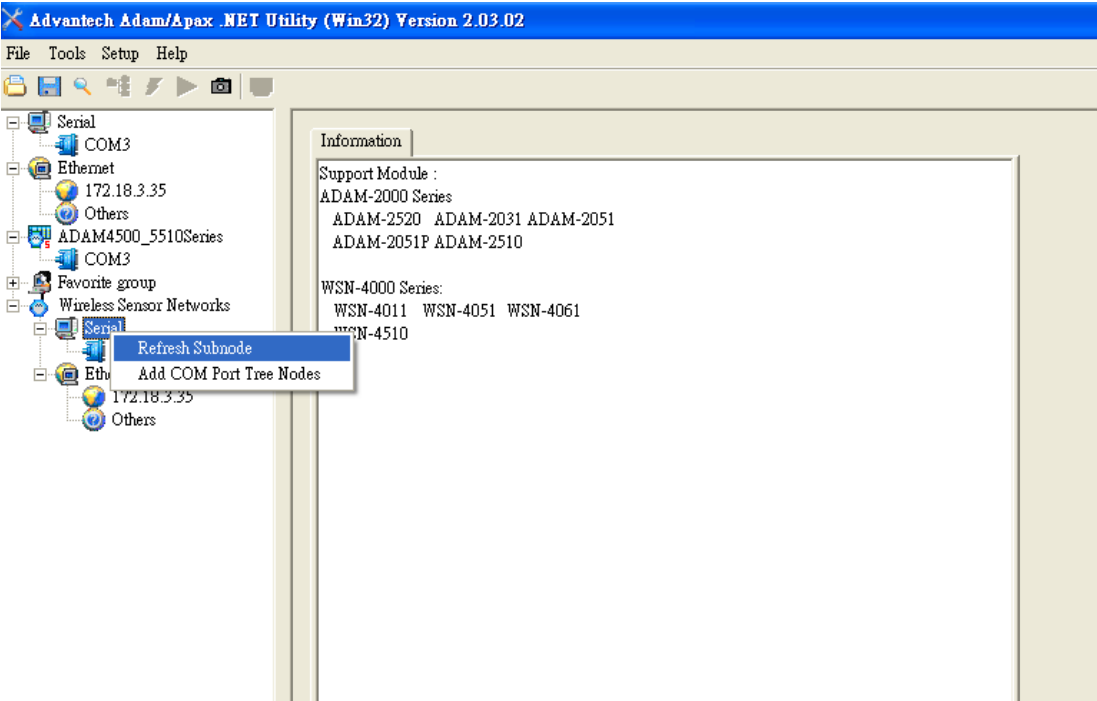 Advantech Adam/Apax .NET Utility (Win32) Version 2.03.02
File Tools Setup Help
Serial
COM3
Ethernet
172.18.3.35
Others
ADAM4500_5510Series
COM3
Favorite group
Wireless Sensor Networks
Serial
Refresh Subnode
Add COM Port Tree Nodes
172.18.3.35
Others
Information
Support Module :
ADAM-2000 Series
ADAM-2520 ADAM-2031 ADAM-2051
ADAM-2051P ADAM-2510
WSN-4000 Series:
WSN-4011 WSN-4051 WSN-4061
WSN-4510